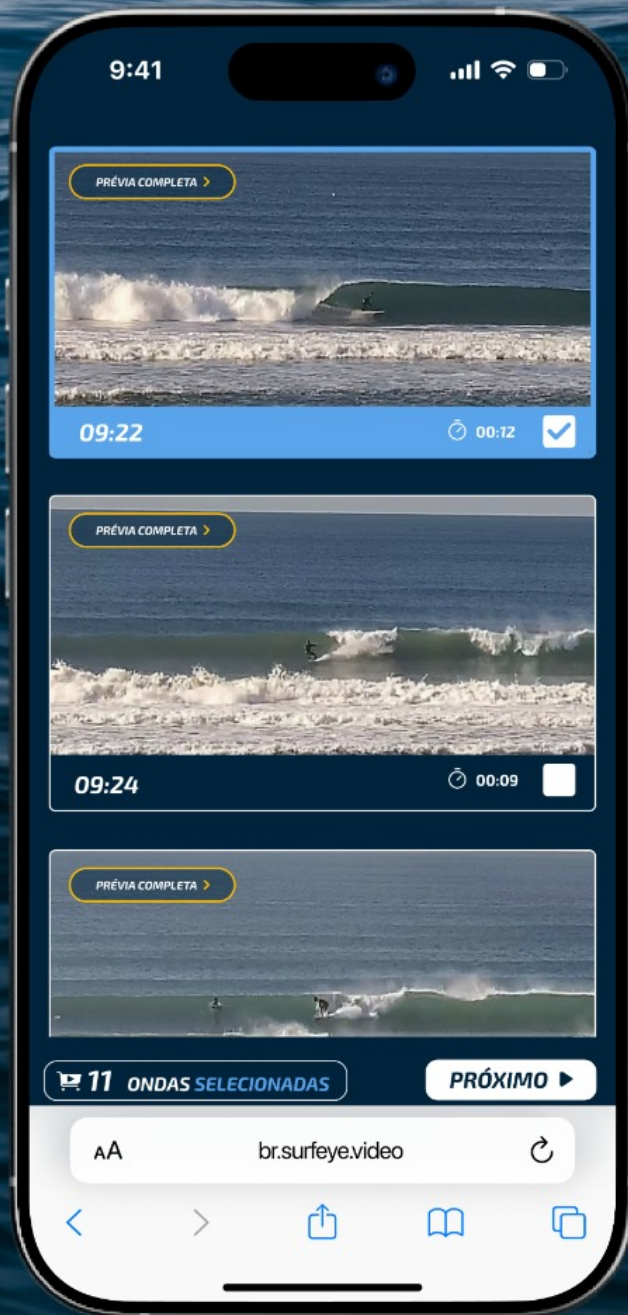 9:41
PRÉVIA COMPLETA >
09:22
00:12
PRÉVIA COMPLETA >
09:24
00:09
PRÉVIA COMPLETA >
11 ONDAS SELECIONADAS
PRÓXIMO
AA
br.surfeye.video